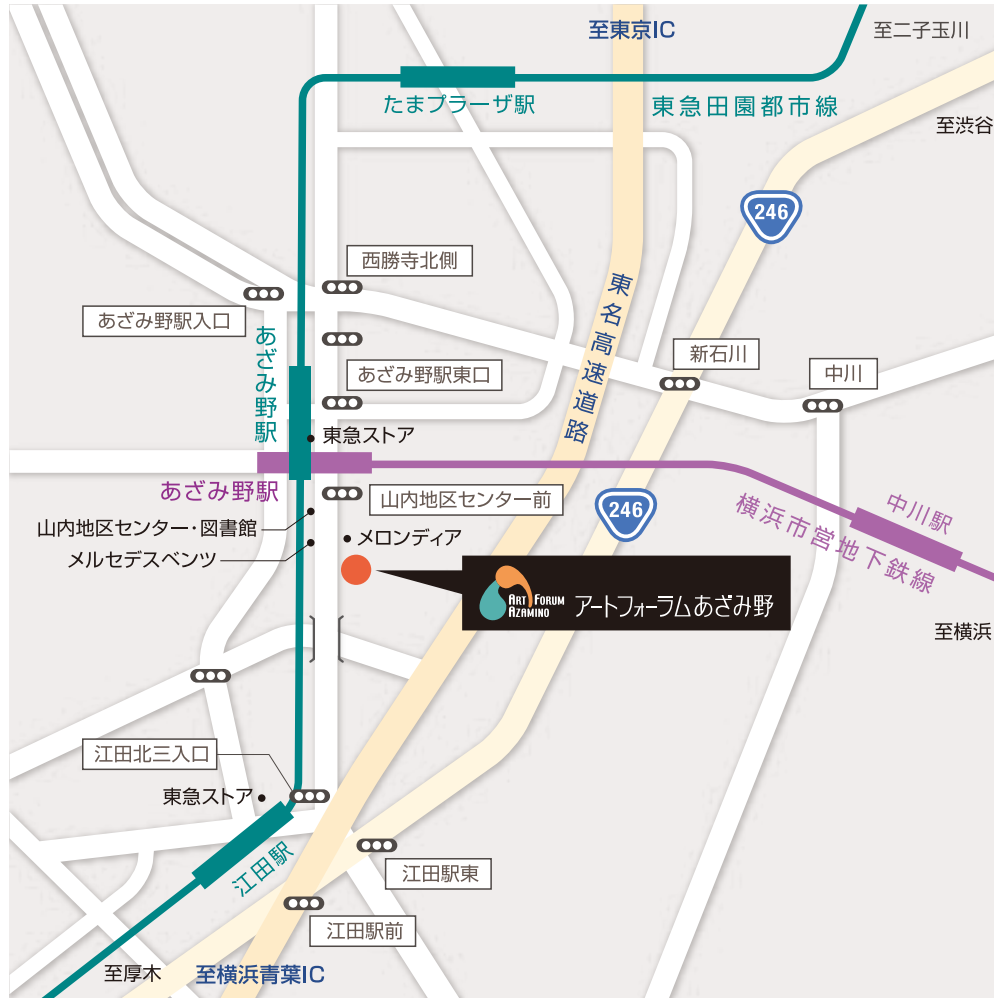 至東京IC
至二子玉川
たまプラーザ駅
東急田園都市線
至渋谷
246
西勝寺北側
あざみ野駅入口
東名高速道路
あざみ野駅
新石川
あざみ野駅東口
中川
東急ストア
あざみ野駅
山内地区センター前
246
中川駅
横浜市営地下鉄線
山内地区センター・図書館
メロンディア
メルセデスベンツ
ART FORUM
AZAMINO
アートフォーラムあざみ野
至横浜
江田北三入口
東急ストア
江田駅
江田駅東
江田駅前
至厚木
至横浜青葉IC